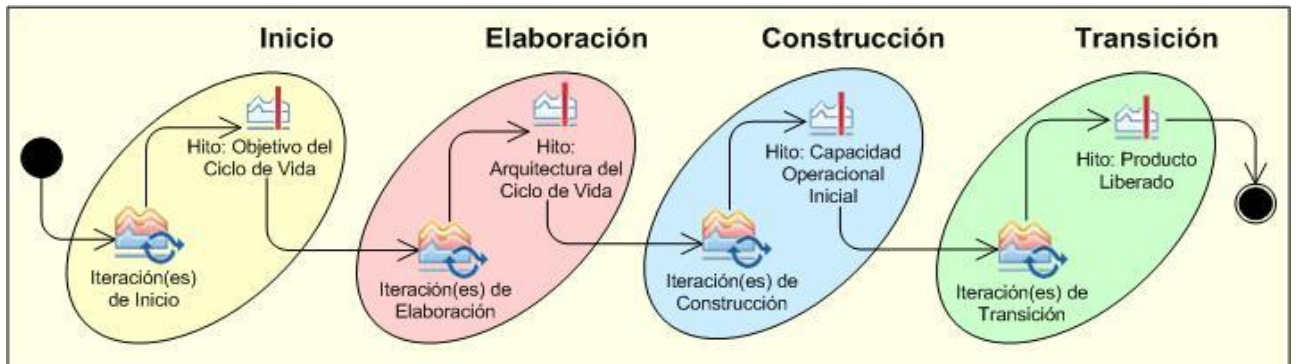 Inicio
Elaboración
Construcción
Transición
Hito: Objetivo del
Ciclo de Vida
Iteración(es)
de Inicio
Hito:
Arquitectura del
Ciclo de Vida
Iteración(es) de
Elaboración
Hito: Capacidad
Operacional
Inicial
Iteración(es) de
Construcción
Hito: Producto
Liberado
Iteración(es) de
Transición